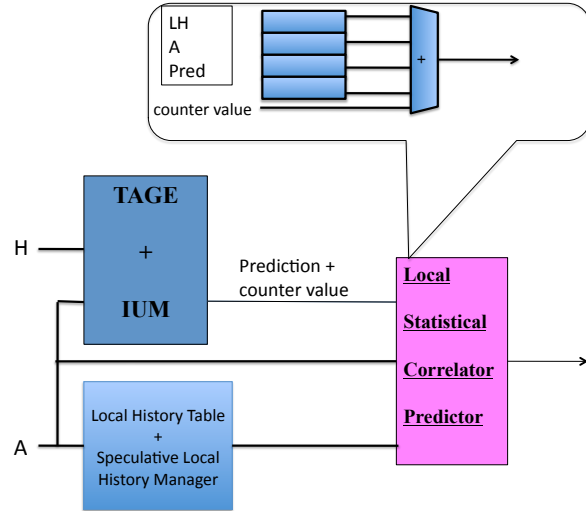 LH
A
Pred
+
counter value
TAGE
+
IUM
H
Prediction +
counter value
Local
Statistical
Correlator
Predictor
A
Local History Table
+
Speculative Local
History Manager